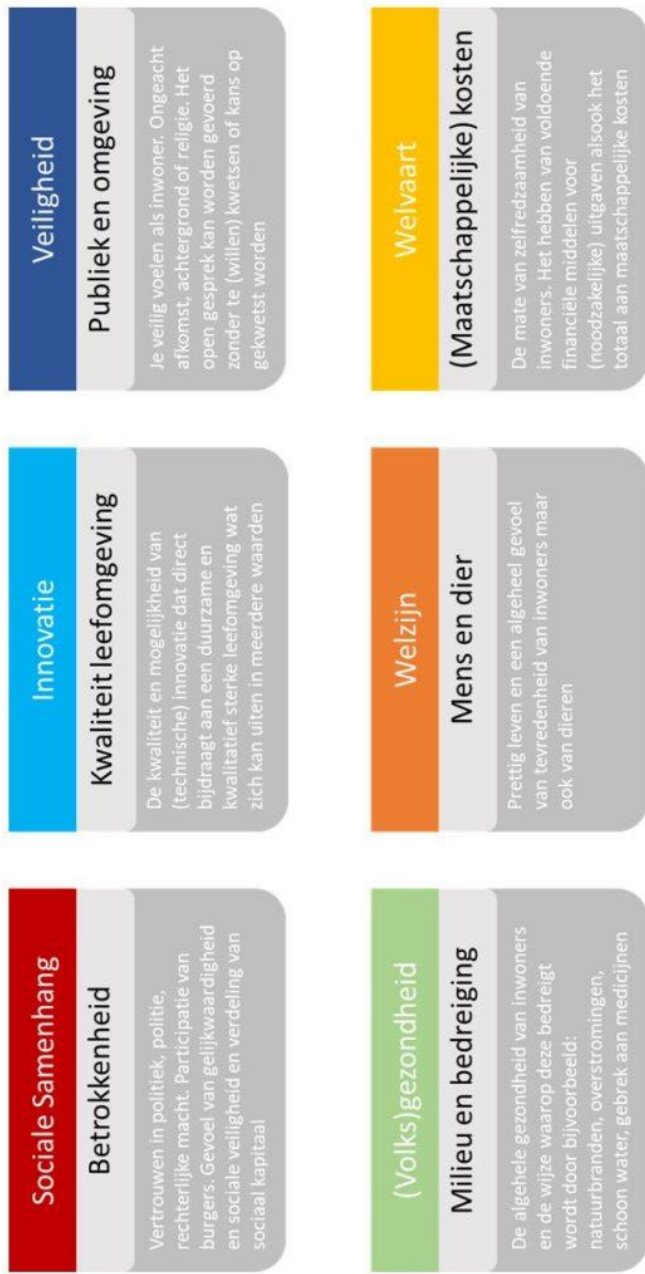 Sociale Samenhang
Betrokkenheid
Vertrouwen in politiek, politie,
rechterlijke macht. Participatie van
burgers. Gevoel van gelijkwaardigheid
en sociale veiligheid en verdeling van
sociaal kapitaal
Innovatie
Kwaliteit leefomgeving
De kwaliteit en mogelijkheid van
(technische) innovatie dat direct
bijdraagt aan een duurzame en
kwalitatief sterke leefomgeving wat
zich kan uiten in meerdere waarden
Veiligheid
Publiek en omgeving
Je veilig voelen als inwoner. Ongeacht
afkomst, achtergrond of religie. Het
open gesprek kan worden gevoerd
zonder te (willen) kwetsen of kans op
gekwetst worden
(Volks)gezondheid
Milieu en bedreiging
De algehele gezondheid van inwoners
en de wijze waarop deze bedreigt
wordt door bijvoorbeeld:
natuurbranden, overstromingen,
schoon water, gebrek aan medicijnen
Welzijn
Mens en dier
Prettig leven en een algeheel gevoel
van tevredenheid van inwoners maar
ook van dieren
Welvaart
(Maatschappelijke) kosten
De mate van zelfredzaamheid van
inwoners. Het hebben van voldoende
financiële middelen voor
(noodzakelijke) uitgaven alsook het
totaal aan maatschappelijke kosten